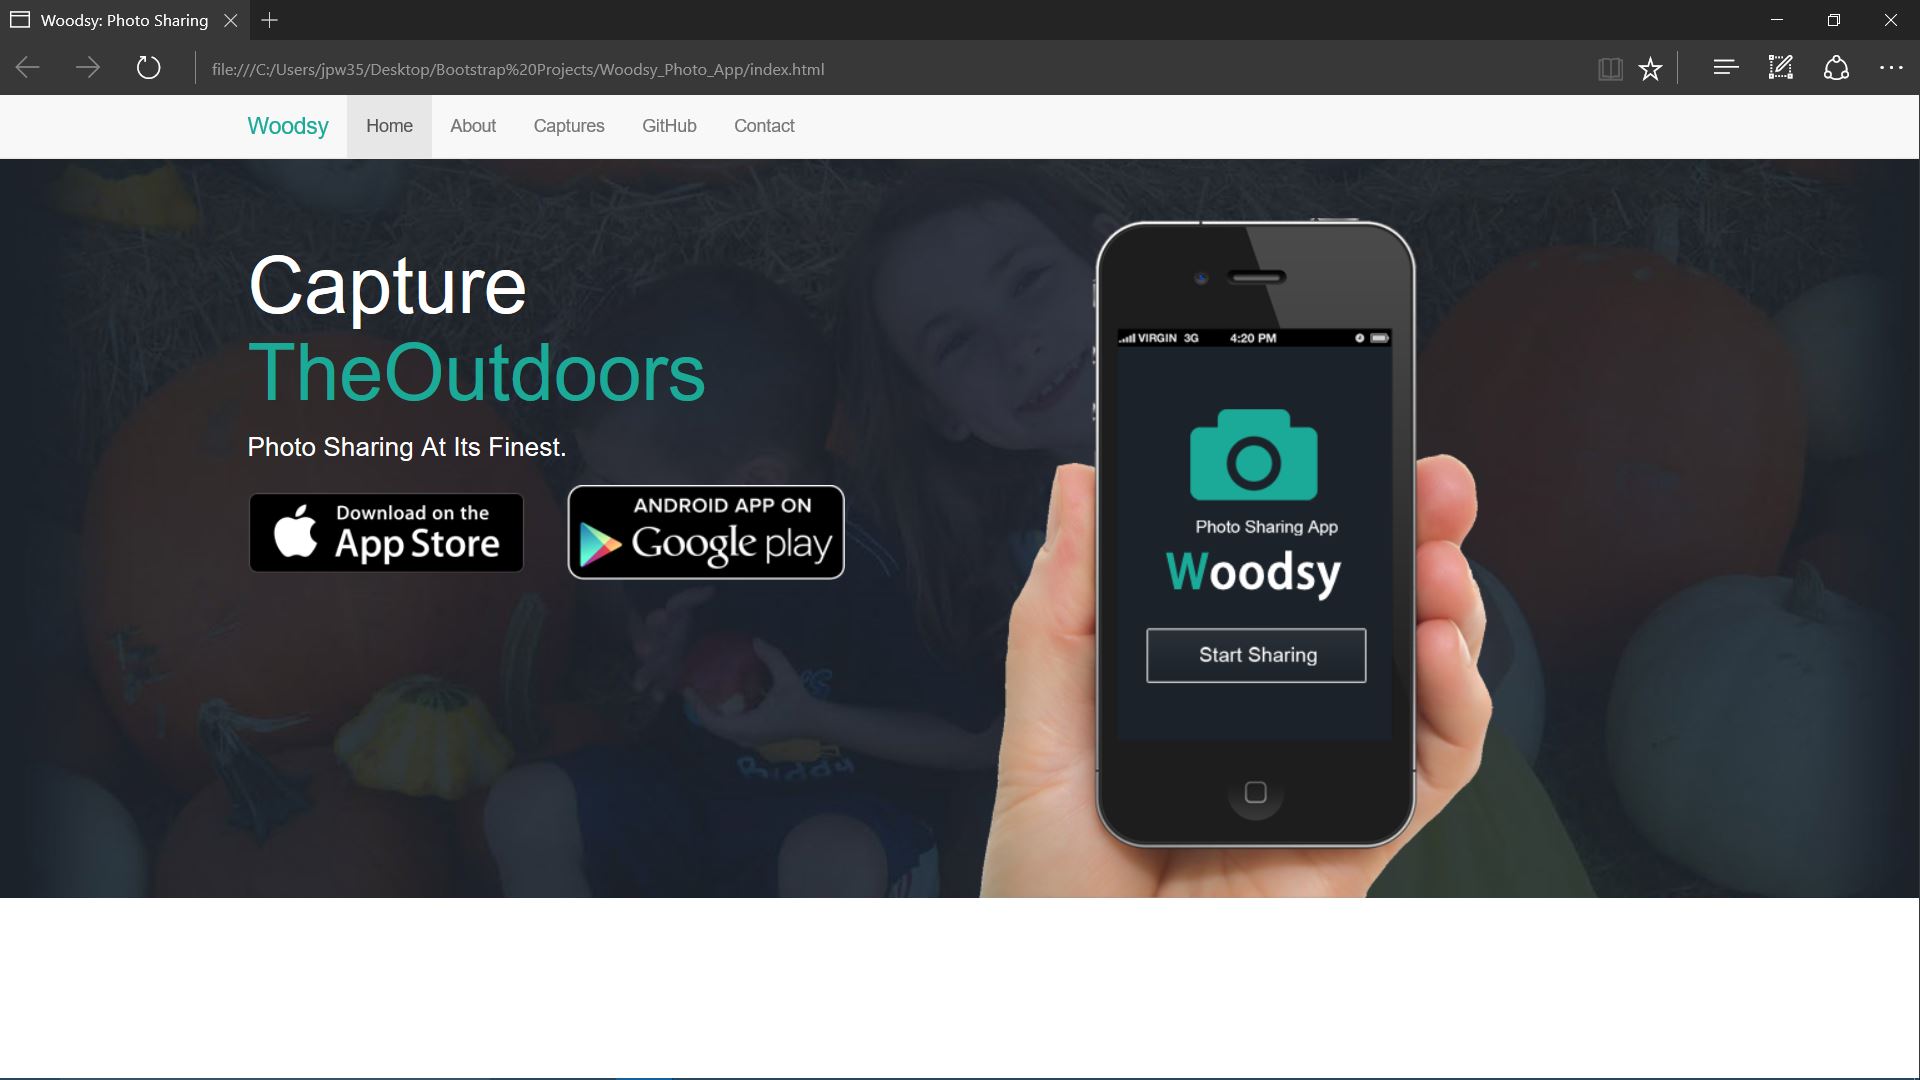 Woodsy: Photo Sharing
file:///C:/Users/jpw35/Desktop/Bootstrap%20Projects/Woodsy_Photo_App/index.html
Woodsy Home About Captures GitHub Contact
Capture
TheOutdoors
Photo Sharing At Its Finest.
Download on the
App Store
ANDROID APP ON
Google play
VIRGIN 3G 4:20 PM
Photo Sharing App
Woodsy
Start Sharing
Biddy